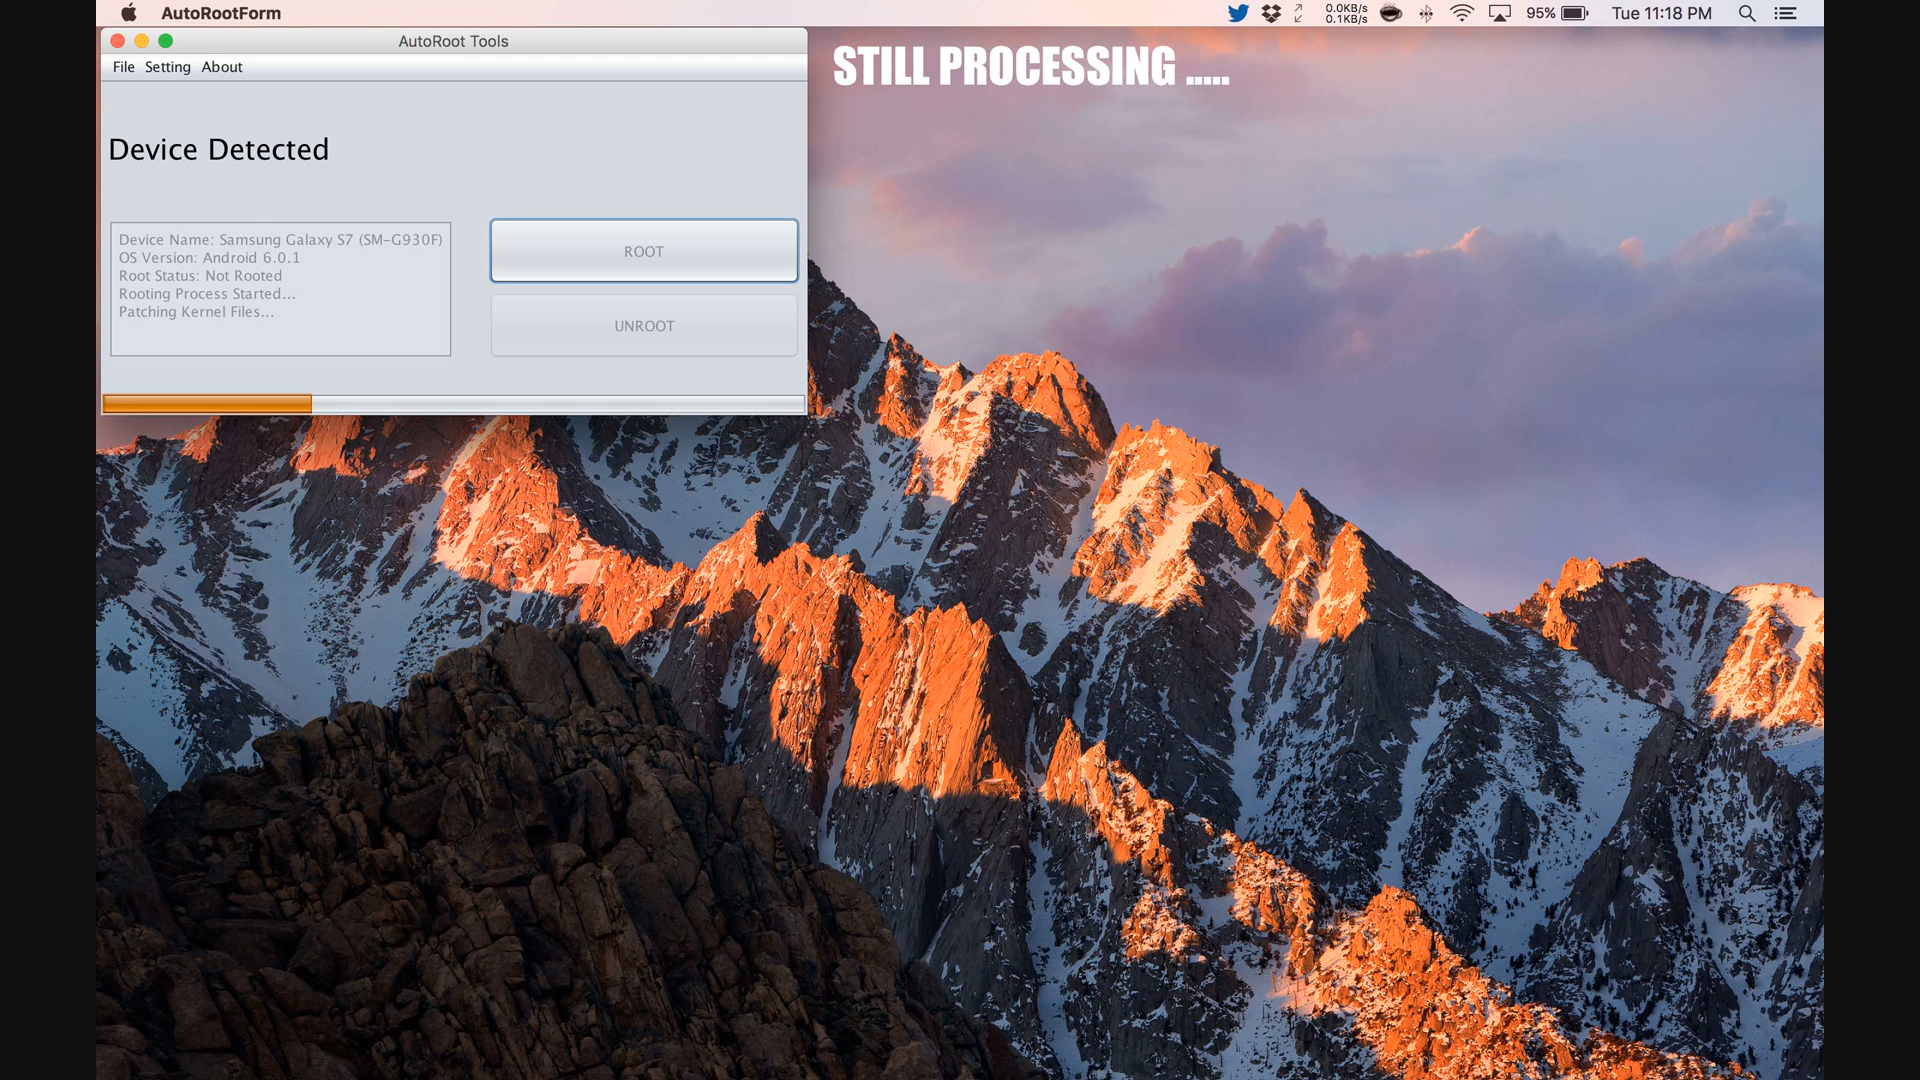 AutoRootForm
0.0KB/s
0.1KB/s
95%
Tue 11:18 PM
AutoRoot Tools
File Setting About
STILL PROCESSING .....
Device Detected
Device Name: Samsung Galaxy S7 (SM-G930F)
OS Version: Android 6.0.1
Root Status: Not Rooted
Rooting Process Started...
Patching Kernel Files...
ROOT
UNROOT